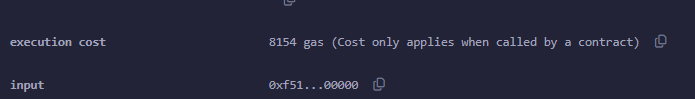 execution cost 8154 gas (Cost only applies when called by a contract)
input 0xf51...00000